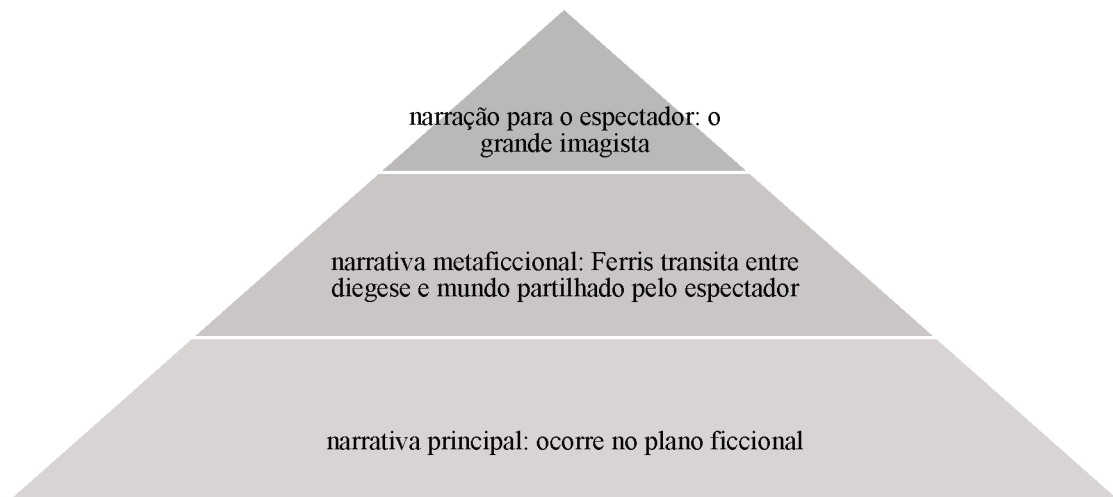 narração para o espectador: o
grande imagista
narrativa metaficcional: Ferris transita entre
diegese e mundo partilhado pelo espectador
narrativa principal: ocorre no plano ficcional